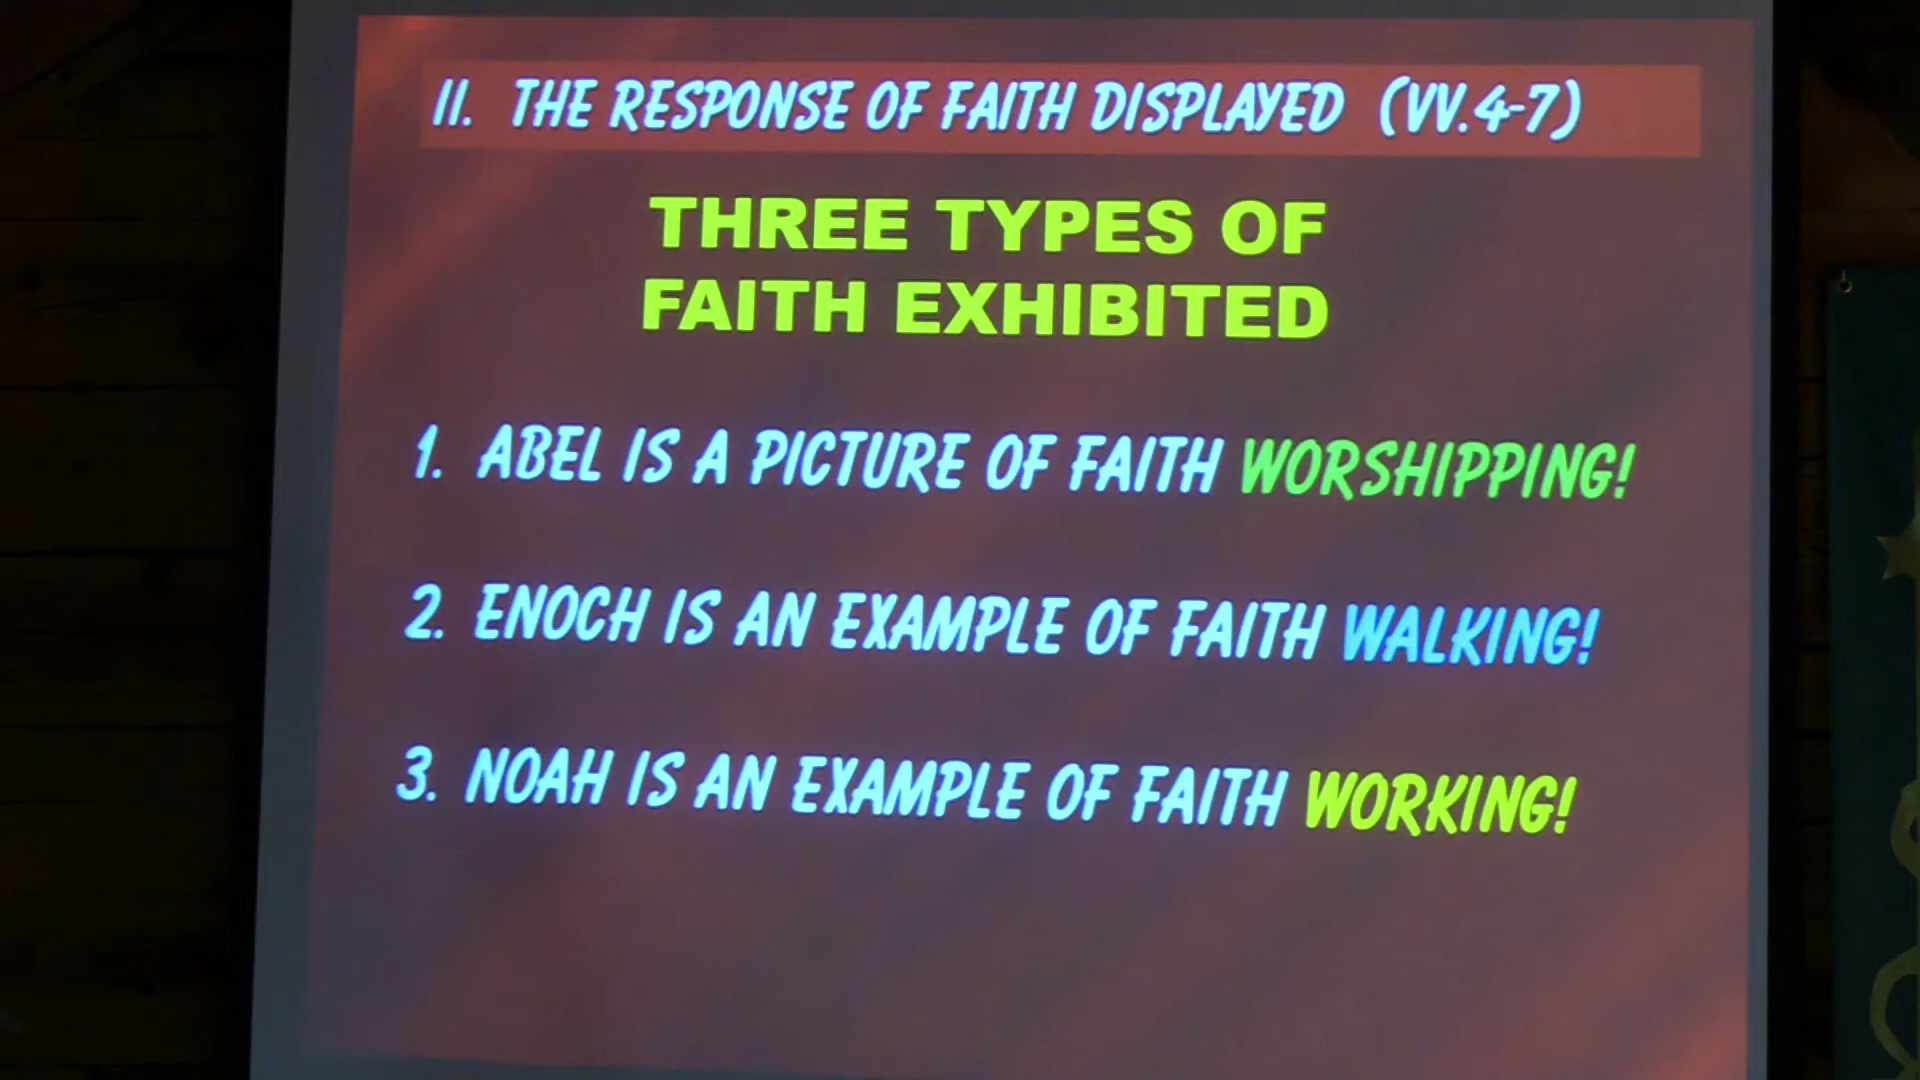 II. THE RESPONSE OF FAITH DISPLAYED (VV.4-7)
THREE TYPES OF
FAITH EXHIBITED
1. ABEL IS A PICTURE OF FAITH WORSHIPPING!
2. ENOCH IS AN EXAMPLE OF FAITH WALKING!
3. NOAH IS AN EXAMPLE OF FAITH WORKING!